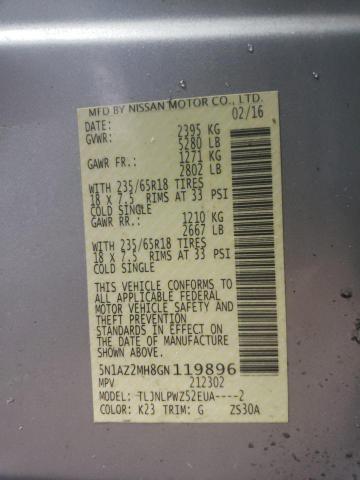 MFD BY NISSAN MOTOR CO., LTD.
DATE: 02/16
GVWR: 2395 KG
5280 LB
GAWR FR.: 1271 KG
2802 LB
WITH 235/65R18 TIRES
18 X 7.5 RIMS AT 33 PSI
COLD SINGLE
GAWR RR.: 1210 KG
2667 LB
WITH 235/65R18 TIRES
18 X 7.5 RIMS AT 33 PSI
COLD SINGLE
THIS VEHICLE CONFORMS TO
ALL APPLICABLE FEDERAL
MOTOR VEHICLE SAFETY AND
THEFT PREVENTION
STANDARDS IN EFFECT ON
THE DATE OF MANUFACTURE
SHOWN ABOVE.
5N1AZ2MH8GN119896
MPV 212302
MODEL: TLJNLPWZ52EUA----2
COLOR: K23 TRIM: G ZS30A